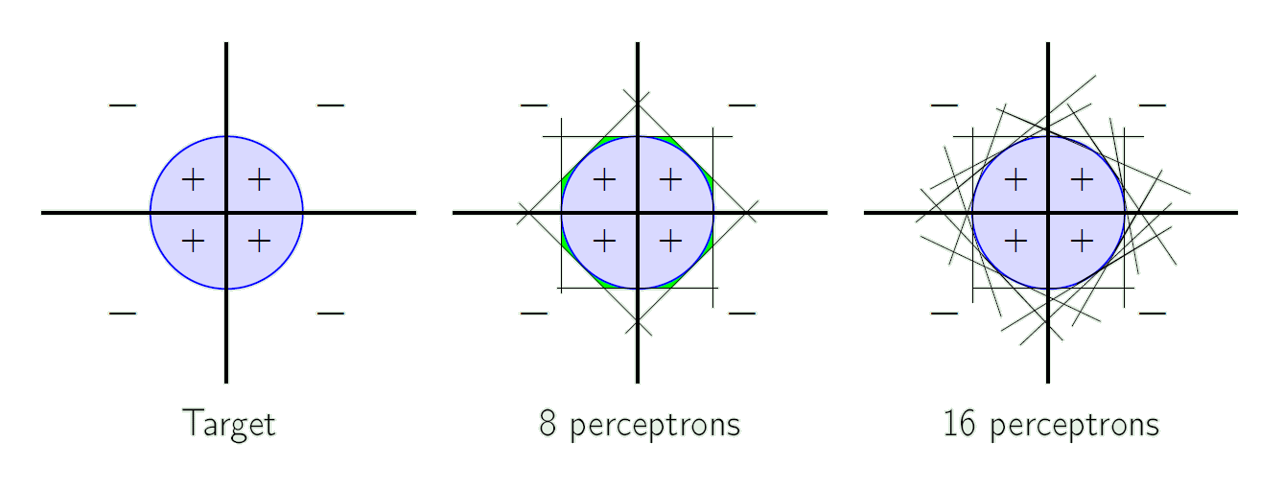 − − − − − −
+ + + + + +
+ + + + + +
− − − − − −
Target 8 perceptrons 16 perceptrons